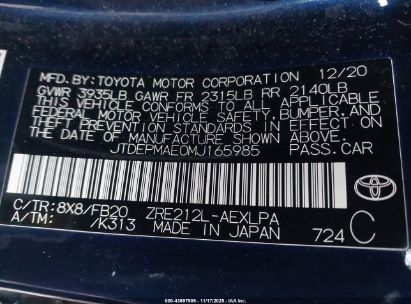 MFD.BY: TOYOTA MOTOR CORPORATION 12/20
GVWR 3935LB GAWR FR 2315LB RR 2140LB
THIS VEHICLE CONFORMS TO ALL APPLICABLE
FEDERAL MOTOR VEHICLE SAFETY, BUMPER, AND
THEFT PREVENTION STANDARDS IN EFFECT ON THE DATE
OF MANUFACTURE SHOWN ABOVE.
JTDEPMAE0MJ165985 PASS.CAR
C/TR: 8X8/FB20 ZRE212L-AEXLPA
A/TM: /K313 MADE IN JAPAN 724 C
TOYOTA